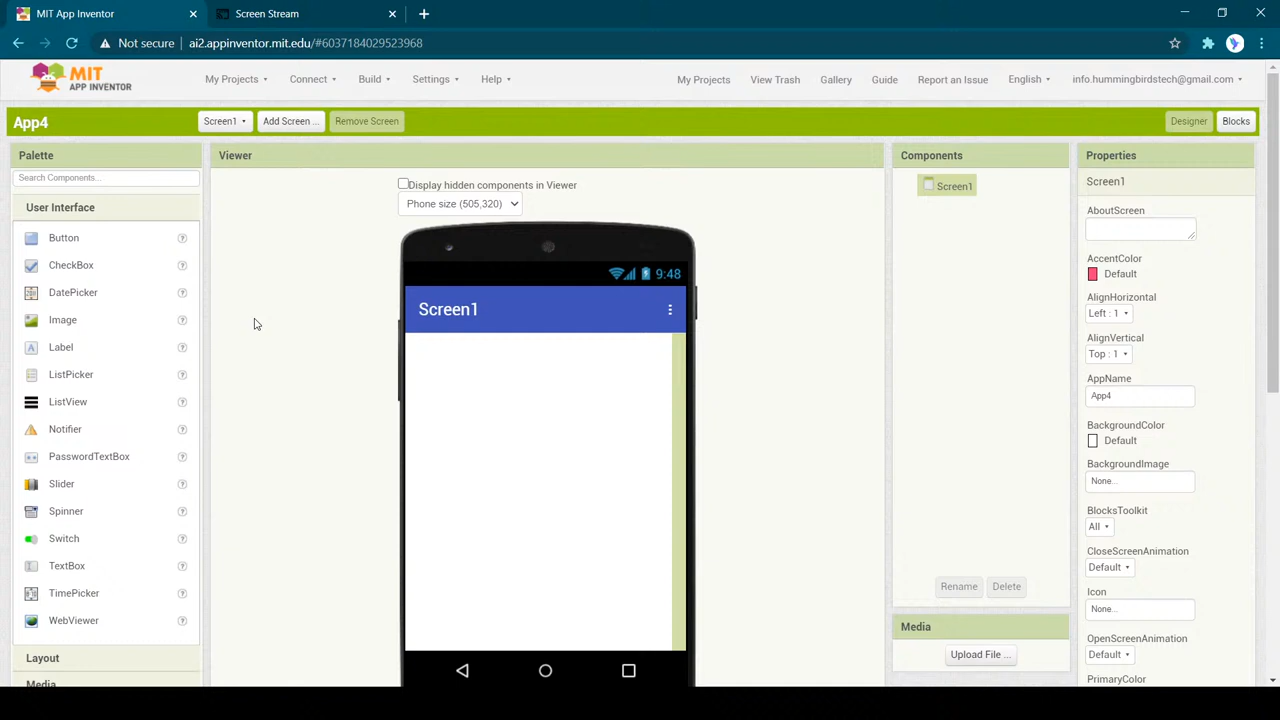 MIT App Inventor
Screen Stream
Not secure
ai2.appinventor.mit.edu/#6037184029523968
MIT
APP INVENTOR
My Projects
Connect
Build
Settings
Help
My Projects
View Trash
Gallery
Guide
Report an Issue
English
info.hummingbirdstech@gmail.com
App4
Screen1
Add Screen ...
Remove Screen
Designer
Blocks
Palette
Search Components...
User Interface
Button
CheckBox
DatePicker
Image
Label
ListPicker
ListView
Notifier
PasswordTextBox
Slider
Spinner
Switch
TextBox
TimePicker
WebViewer
Layout
Media
Viewer
Display hidden components in Viewer
Phone size (505,320)
9:48
Screen1
Components
Screen1
Rename
Delete
Media
Upload File ...
Properties
Screen1
AboutScreen
AccentColor
Default
AlignHorizontal
Left : 1
AlignVertical
Top : 1
AppName
App4
BackgroundColor
Default
BackgroundImage
None...
BlocksToolkit
All
CloseScreenAnimation
Default
Icon
None...
OpenScreenAnimation
Default
PrimaryColor